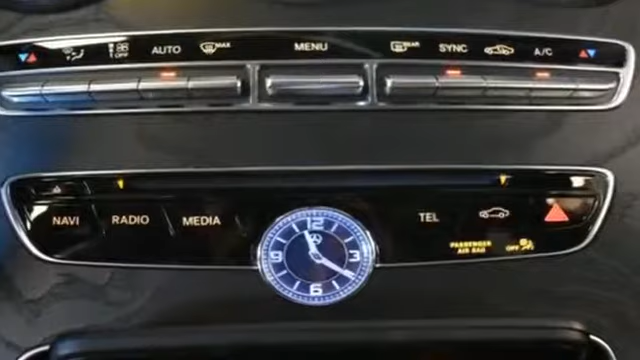 OFF AUTO MAX MENU REAR SYNC A/C
NAVI RADIO MEDIA TEL
PASSENGER
AIR BAG OFF
12
9 3
6